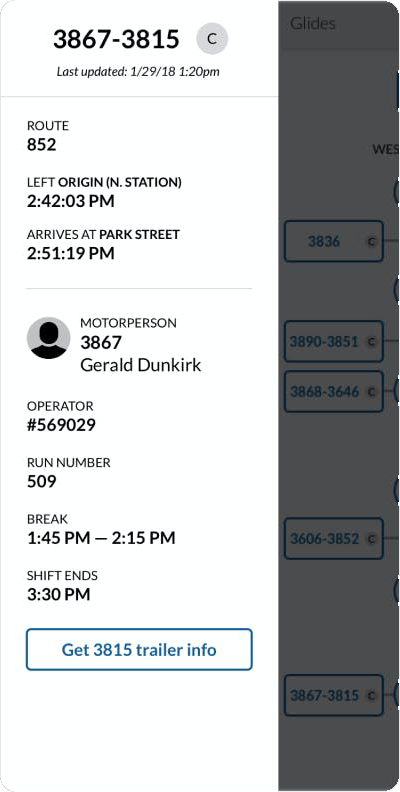 3867-3815 C
Last updated: 1/29/18 1:20pm
ROUTE
852
LEFT ORIGIN (N. STATION)
2:42:03 PM
ARRIVES AT PARK STREET
2:51:19 PM
MOTORPERSON
3867
Gerald Dunkirk
OPERATOR
#569029
RUN NUMBER
509
BREAK
1:45 PM — 2:15 PM
SHIFT ENDS
3:30 PM
Get 3815 trailer info
Glides
WES
3836 C
3890-3851 C
3868-3646 C
3606-3852 C
3867-3815 C